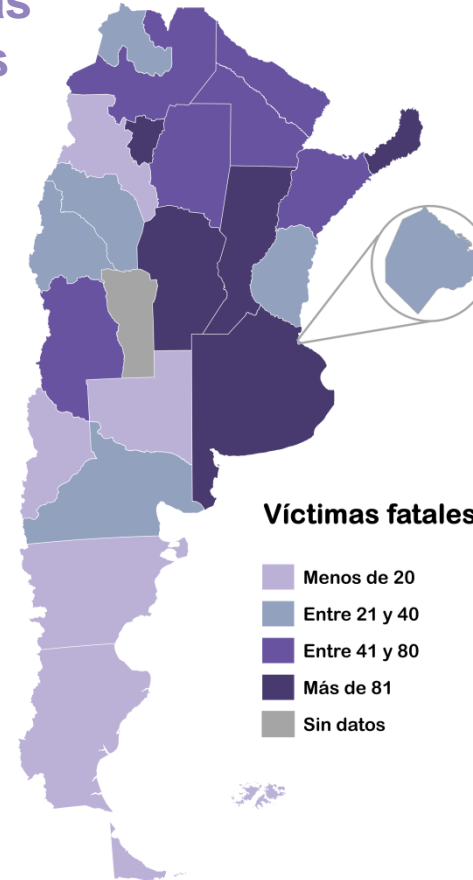 Víctimas fatales
Menos de 20
Entre 21 y 40
Entre 41 y 80
Más de 81
Sin datos